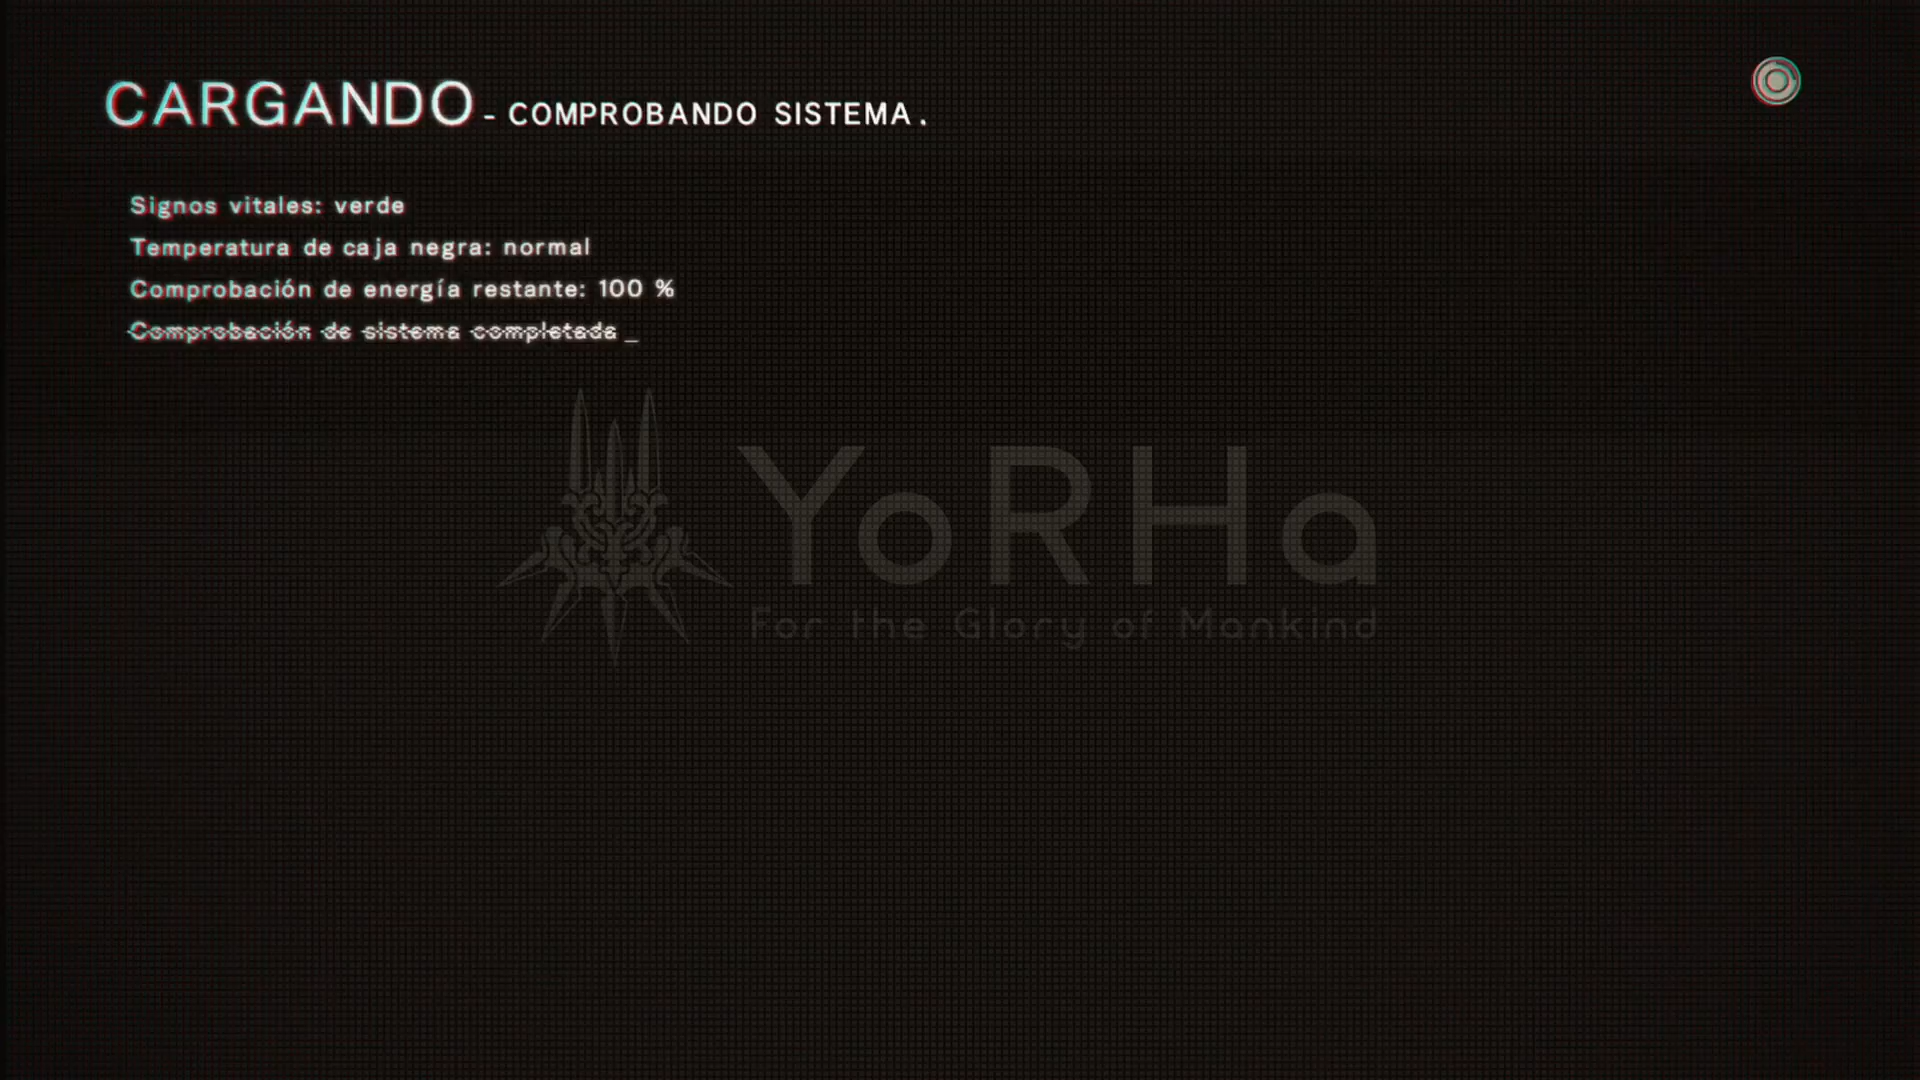 CARGANDO - COMPROBANDO SISTEMA.
Signos vitales: verde
Temperatura de caja negra: normal
Comprobación de energía restante: 100 %
Comprobación de sistema completada _
YoRHa
For the Glory of Mankind